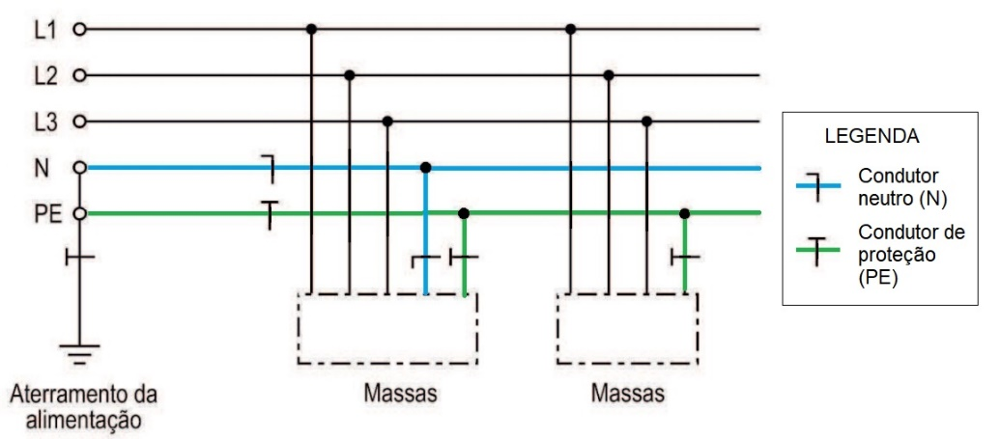 L1
L2
L3
N
PE
LEGENDA
Condutor
neutro (N)
Condutor de
proteção
(PE)
Aterramento da
alimentação
Massas
Massas